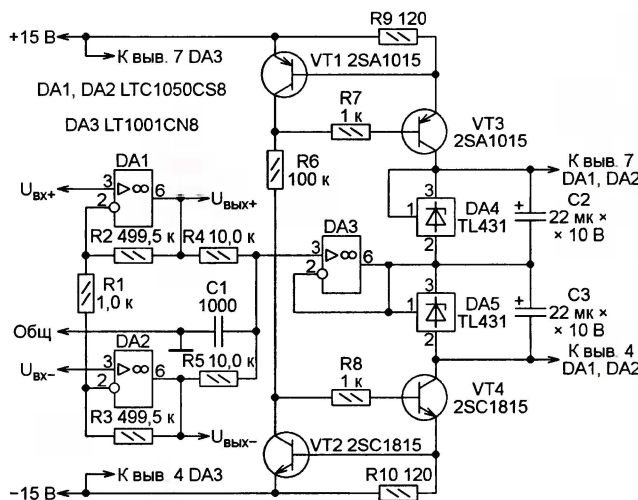 +15 В
К выв. 7 DA3
R9 120
VT1 2SA1015
DA1, DA2 LTC1050CS8
DA3 LT1001CN8
R7
1 к
VT3
2SA1015
DA1
Uвх+
3
2
▷∞
6
Uвых+
R6
100 к
К выв. 7
DA1, DA2
3
1
DA4
TL431
2
C2
+
22 мк ×
× 10 В
R2 499,5 к
R4 10,0 к
DA3
3
2
▷∞
6
R1
1,0 к
C1
1000
3
1
DA5
TL431
2
C3
+
22 мк ×
× 10 В
Общ
DA2
Uвх−
3
2
▷∞
6
R5 10,0 к
К выв. 4
DA1, DA2
R8
1 к
VT4
2SC1815
R3 499,5 к
Uвых−
VT2 2SC1815
К выв. 4 DA3
−15 В
R10 120